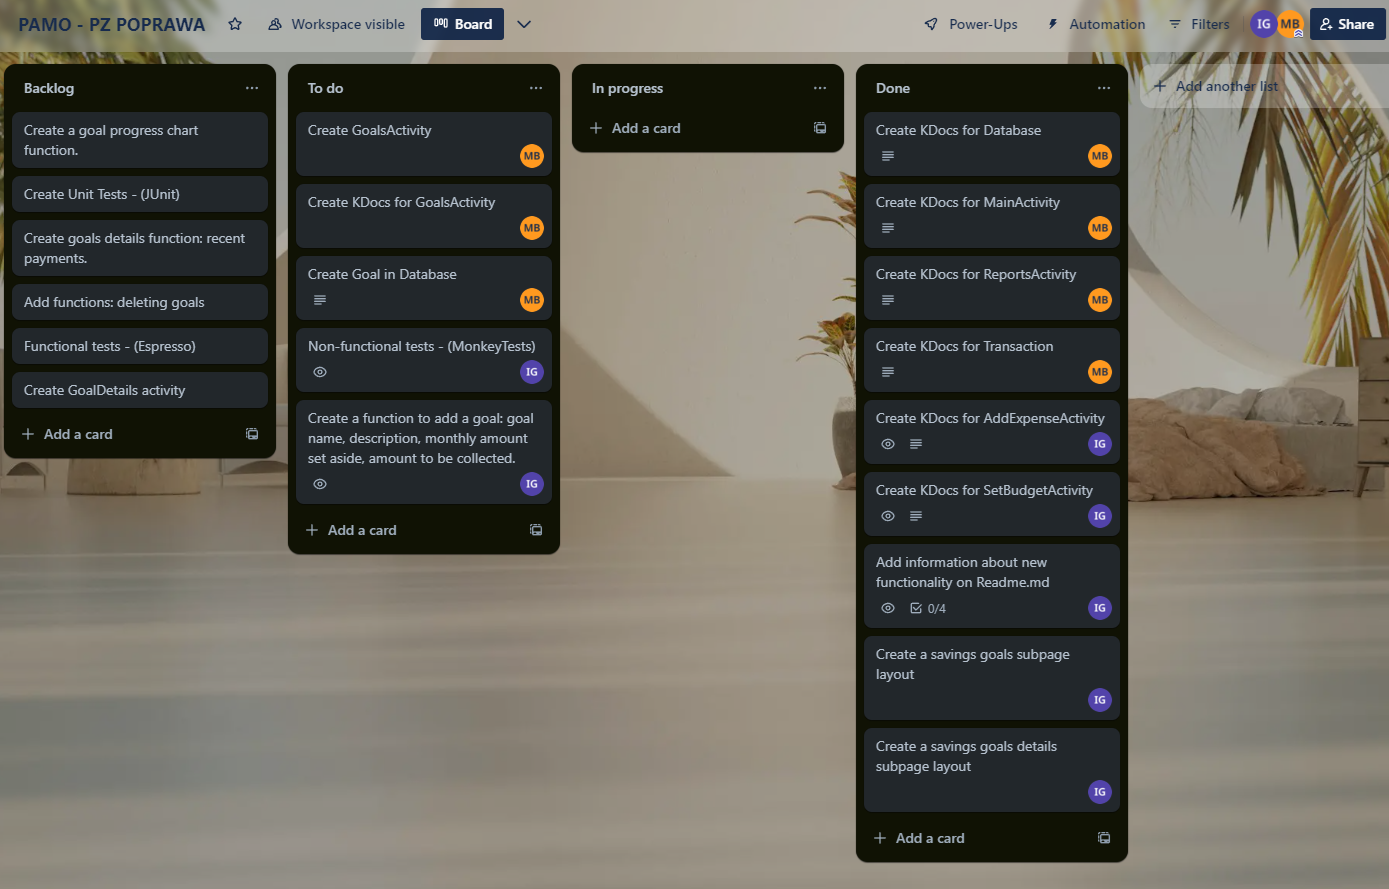 PAMO - PZ POPRAWA
Workspace visible
Board
Power-Ups
Automation
Filters
IG
MB
Share
Backlog
Create a goal progress chart
function.
Create Unit Tests - (JUnit)
Create goals details function: recent
payments.
Add functions: deleting goals
Functional tests - (Espresso)
Create GoalDetails activity
Add a card
To do
Create GoalsActivity
MB
Create KDocs for GoalsActivity
MB
Create Goal in Database
MB
Non-functional tests - (MonkeyTests)
IG
Create a function to add a goal: goal
name, description, monthly amount
set aside, amount to be collected.
IG
Add a card
In progress
Add a card
Done
Create KDocs for Database
MB
Create KDocs for MainActivity
MB
Create KDocs for ReportsActivity
MB
Create KDocs for Transaction
MB
Create KDocs for AddExpenseActivity
IG
Create KDocs for SetBudgetActivity
IG
Add information about new
functionality on Readme.md
0/4
IG
Create a savings goals subpage
layout
IG
Create a savings goals details
subpage layout
IG
Add a card
Add another list